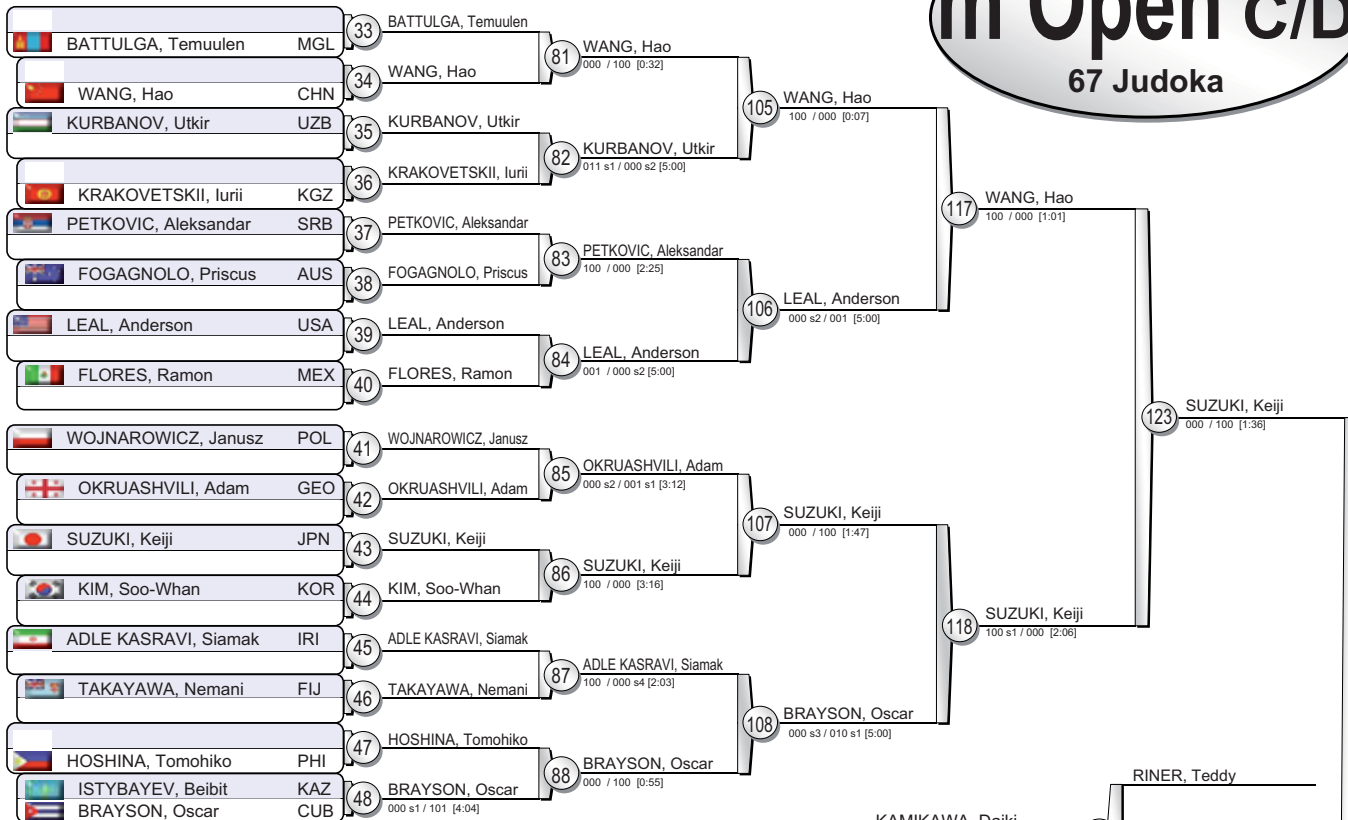 m Open C/D
67 Judoka
BATTULGA, Temuulen MGL
WANG, Hao CHN
KURBANOV, Utkir UZB
KRAKOVETSKII, Iurii KGZ
PETKOVIC, Aleksandar SRB
FOGAGNOLO, Priscus AUS
LEAL, Anderson USA
FLORES, Ramon MEX
WOJNAROWICZ, Janusz POL
OKRUASHVILI, Adam GEO
SUZUKI, Keiji JPN
KIM, Soo-Whan KOR
ADLE KASRAVI, Siamak IRI
TAKAYAWA, Nemani FIJ
HOSHINA, Tomohiko PHI
ISTYBAYEV, Beibit KAZ
BRAYSON, Oscar CUB
33 BATTULGA, Temuulen
34 WANG, Hao
35 KURBANOV, Utkir
36 KRAKOVETSKII, Iurii
37 PETKOVIC, Aleksandar
38 FOGAGNOLO, Priscus
39 LEAL, Anderson
40 FLORES, Ramon
41 WOJNAROWICZ, Janusz
42 OKRUASHVILI, Adam
43 SUZUKI, Keiji
44 KIM, Soo-Whan
45 ADLE KASRAVI, Siamak
46 TAKAYAWA, Nemani
47 HOSHINA, Tomohiko
48 BRAYSON, Oscar
000 s1 / 101 [4:04]
81 WANG, Hao
000 / 100 [0:32]
82 KURBANOV, Utkir
011 s1 / 000 s2 [5:00]
83 PETKOVIC, Aleksandar
100 / 000 [2:25]
84 LEAL, Anderson
001 / 000 s2 [5:00]
85 OKRUASHVILI, Adam
000 s2 / 001 s1 [3:12]
86 SUZUKI, Keiji
100 / 000 [3:16]
87 ADLE KASRAVI, Siamak
100 / 000 s4 [2:03]
88 BRAYSON, Oscar
000 / 100 [0:55]
105 WANG, Hao
100 / 000 [0:07]
106 LEAL, Anderson
000 s2 / 001 [5:00]
107 SUZUKI, Keiji
000 / 100 [1:47]
108 BRAYSON, Oscar
000 s3 / 010 s1 [5:00]
117 WANG, Hao
100 / 000 [1:01]
118 SUZUKI, Keiji
100 s1 / 000 [2:06]
123 SUZUKI, Keiji
000 / 100 [1:36]
RINER, Teddy
KAMIKAWA, Daiki